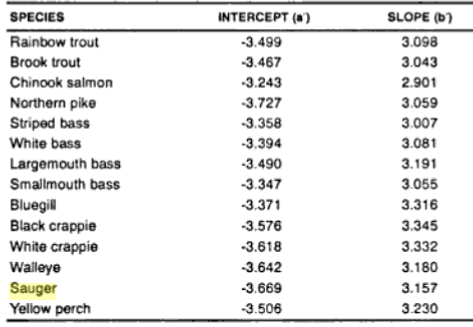 SPECIES INTERCEPT (a') SLOPE (b')
Rainbow trout -3.499 3.098
Brook trout -3.467 3.043
Chinook salmon -3.243 2.901
Northern pike -3.727 3.059
Striped bass -3.358 3.007
White bass -3.394 3.081
Largemouth bass -3.490 3.191
Smallmouth bass -3.347 3.055
Bluegill -3.371 3.316
Black crappie -3.576 3.345
White crappie -3.618 3.332
Walleye -3.642 3.180
Sauger -3.669 3.157
Yellow perch -3.506 3.230